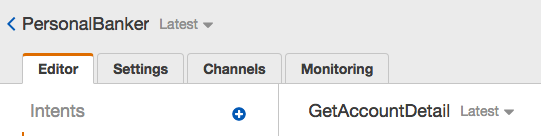 PersonalBanker Latest
Editor Settings Channels Monitoring
Intents GetAccountDetail Latest